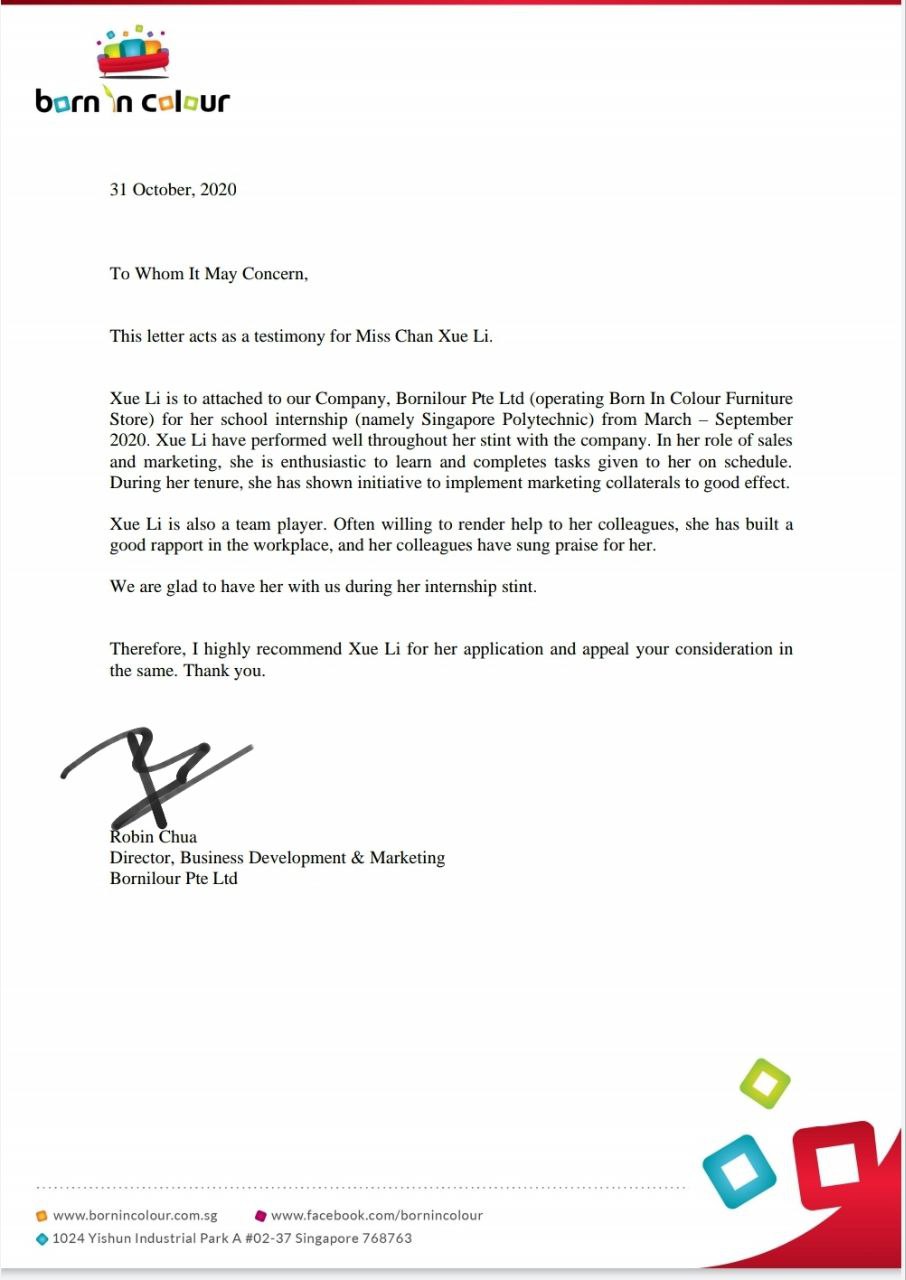 born in colour
31 October, 2020
To Whom It May Concern,
This letter acts as a testimony for Miss Chan Xue Li.
Xue Li is to attached to our Company, Bornilour Pte Ltd (operating Born In Colour Furniture
Store) for her school internship (namely Singapore Polytechnic) from March – September
2020. Xue Li have performed well throughout her stint with the company. In her role of sales
and marketing, she is enthusiastic to learn and completes tasks given to her on schedule.
During her tenure, she has shown initiative to implement marketing collaterals to good effect.
Xue Li is also a team player. Often willing to render help to her colleagues, she has built a
good rapport in the workplace, and her colleagues have sung praise for her.
We are glad to have her with us during her internship stint.
Therefore, I highly recommend Xue Li for her application and appeal your consideration in
the same. Thank you.
Robin Chua
Director, Business Development & Marketing
Bornilour Pte Ltd
www.bornincolour.com.sg www.facebook.com/bornincolour
1024 Yishun Industrial Park A #02-37 Singapore 768763